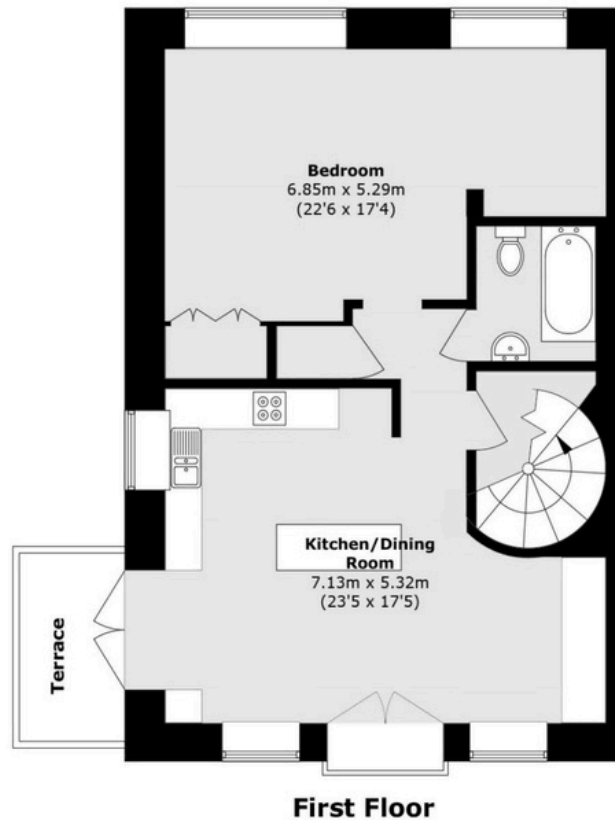 Bedroom
6.85m x 5.29m
(22'6 x 17'4)
Kitchen/Dining
Room
7.13m x 5.32m
(23'5 x 17'5)
Terrace
First Floor